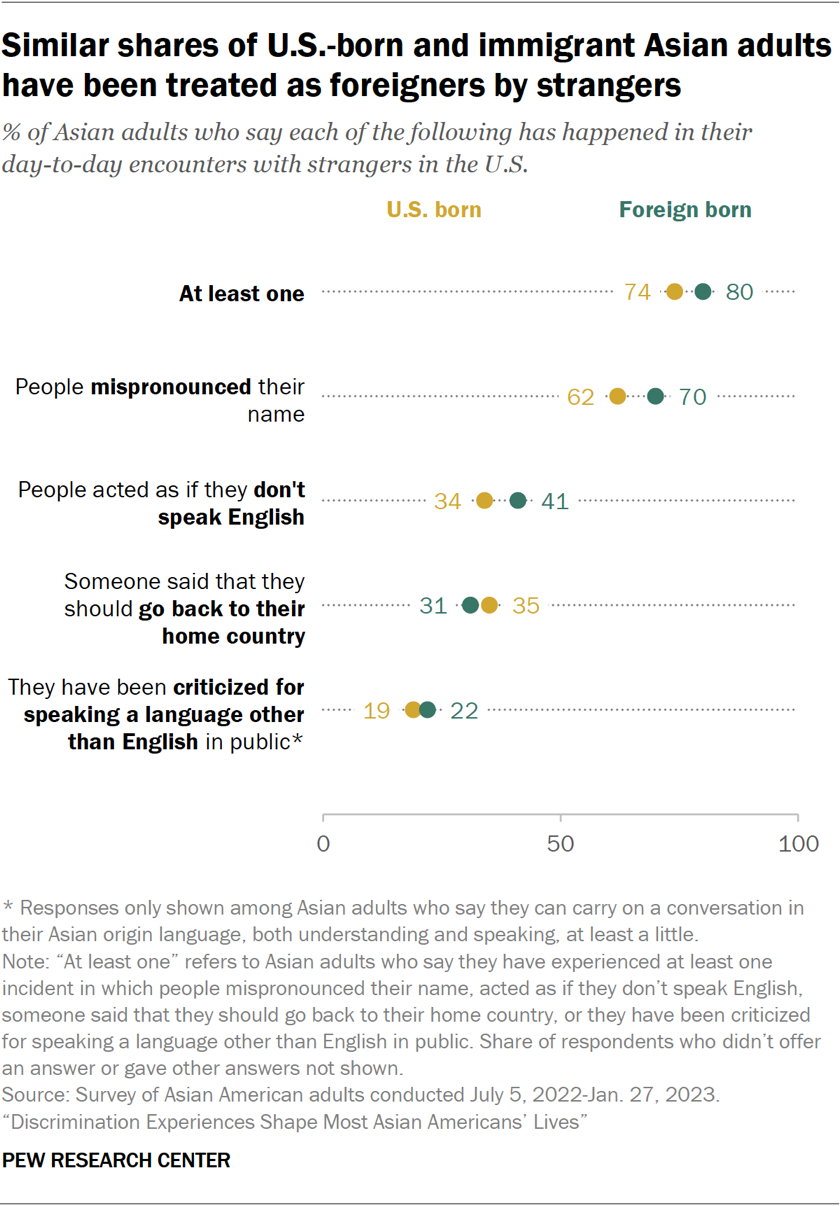 Similar shares of U.S.-born and immigrant Asian adults
have been treated as foreigners by strangers
% of Asian adults who say each of the following has happened in their
day-to-day encounters with strangers in the U.S.
U.S. born Foreign born
At least one 74 80
People mispronounced their
name 62 70
People acted as if they don't
speak English 34 41
Someone said that they
should go back to their
home country 31 35
They have been criticized for
speaking a language other
than English in public* 19 22
0 50 100
* Responses only shown among Asian adults who say they can carry on a conversation in
their Asian origin language, both understanding and speaking, at least a little.
Note: “At least one” refers to Asian adults who say they have experienced at least one
incident in which people mispronounced their name, acted as if they don’t speak English,
someone said that they should go back to their home country, or they have been criticized
for speaking a language other than English in public. Share of respondents who didn’t offer
an answer or gave other answers not shown.
Source: Survey of Asian American adults conducted July 5, 2022-Jan. 27, 2023.
“Discrimination Experiences Shape Most Asian Americans’ Lives”
PEW RESEARCH CENTER